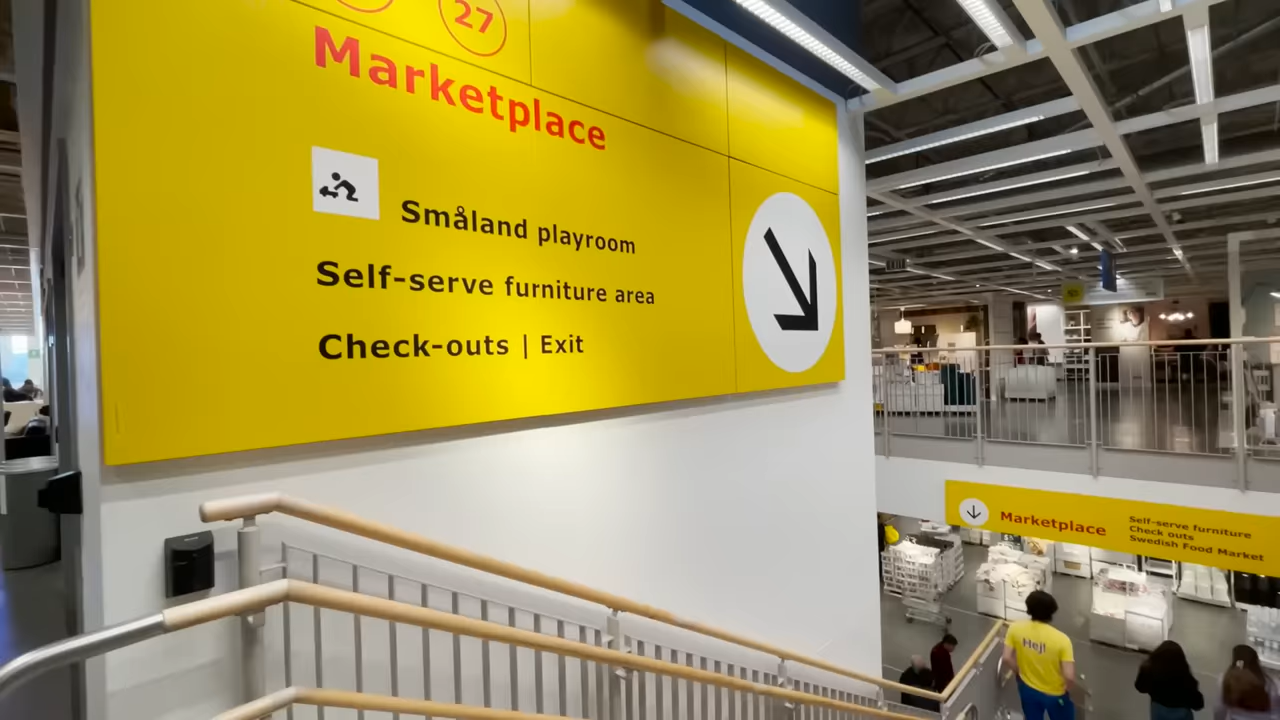 27
Marketplace
Småland playroom
Self-serve furniture area
Check-outs | Exit
Marketplace
Self-serve furniture
Check outs
Swedish Food Market
Hej!